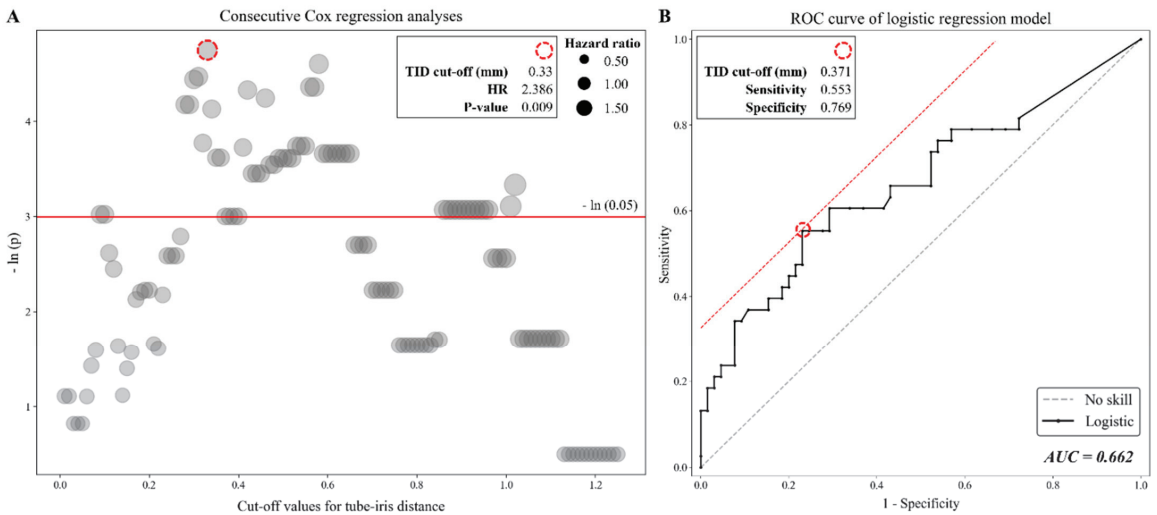 A
Consecutive Cox regression analyses
TID cut-off (mm) 0.33
HR 2.386
P-value 0.009
Hazard ratio
0.50
1.00
1.50
- ln (0.05)
- ln (p)
4
3
2
1
0.0 0.2 0.4 0.6 0.8 1.0 1.2
Cut-off values for tube-iris distance
B
ROC curve of logistic regression model
TID cut-off (mm) 0.371
Sensitivity 0.553
Specificity 0.769
Sensitivity
1.0
0.8
0.6
0.4
0.2
0.0
No skill
Logistic
AUC = 0.662
0.0 0.2 0.4 0.6 0.8 1.0
1 - Specificity